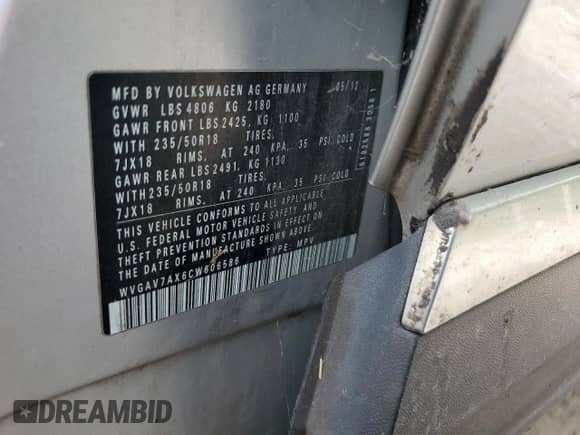 MFD BY VOLKSWAGEN AG GERMANY 05/12
GVWR LBS 4806 KG 2180
GAWR FRONT LBS 2425, KG 1100
WITH 235/50R18 TIRES,
7JX18 RIMS, AT 240 KPA, 35 PSI COLD
GAWR REAR LBS 2491, KG 1130
WITH 235/50R18 TIRES,
7JX18 RIMS, AT 240 KPA, 35 PSI COLD
THIS VEHICLE CONFORMS TO ALL APPLICABLE
U.S. FEDERAL MOTOR VEHICLE SAFETY AND
THEFT PREVENTION STANDARDS IN EFFECT ON
THE DATE OF MANUFACTURE SHOWN ABOVE
WVGAV7AX6CW606586 TYPE: MPV
DREAMBID